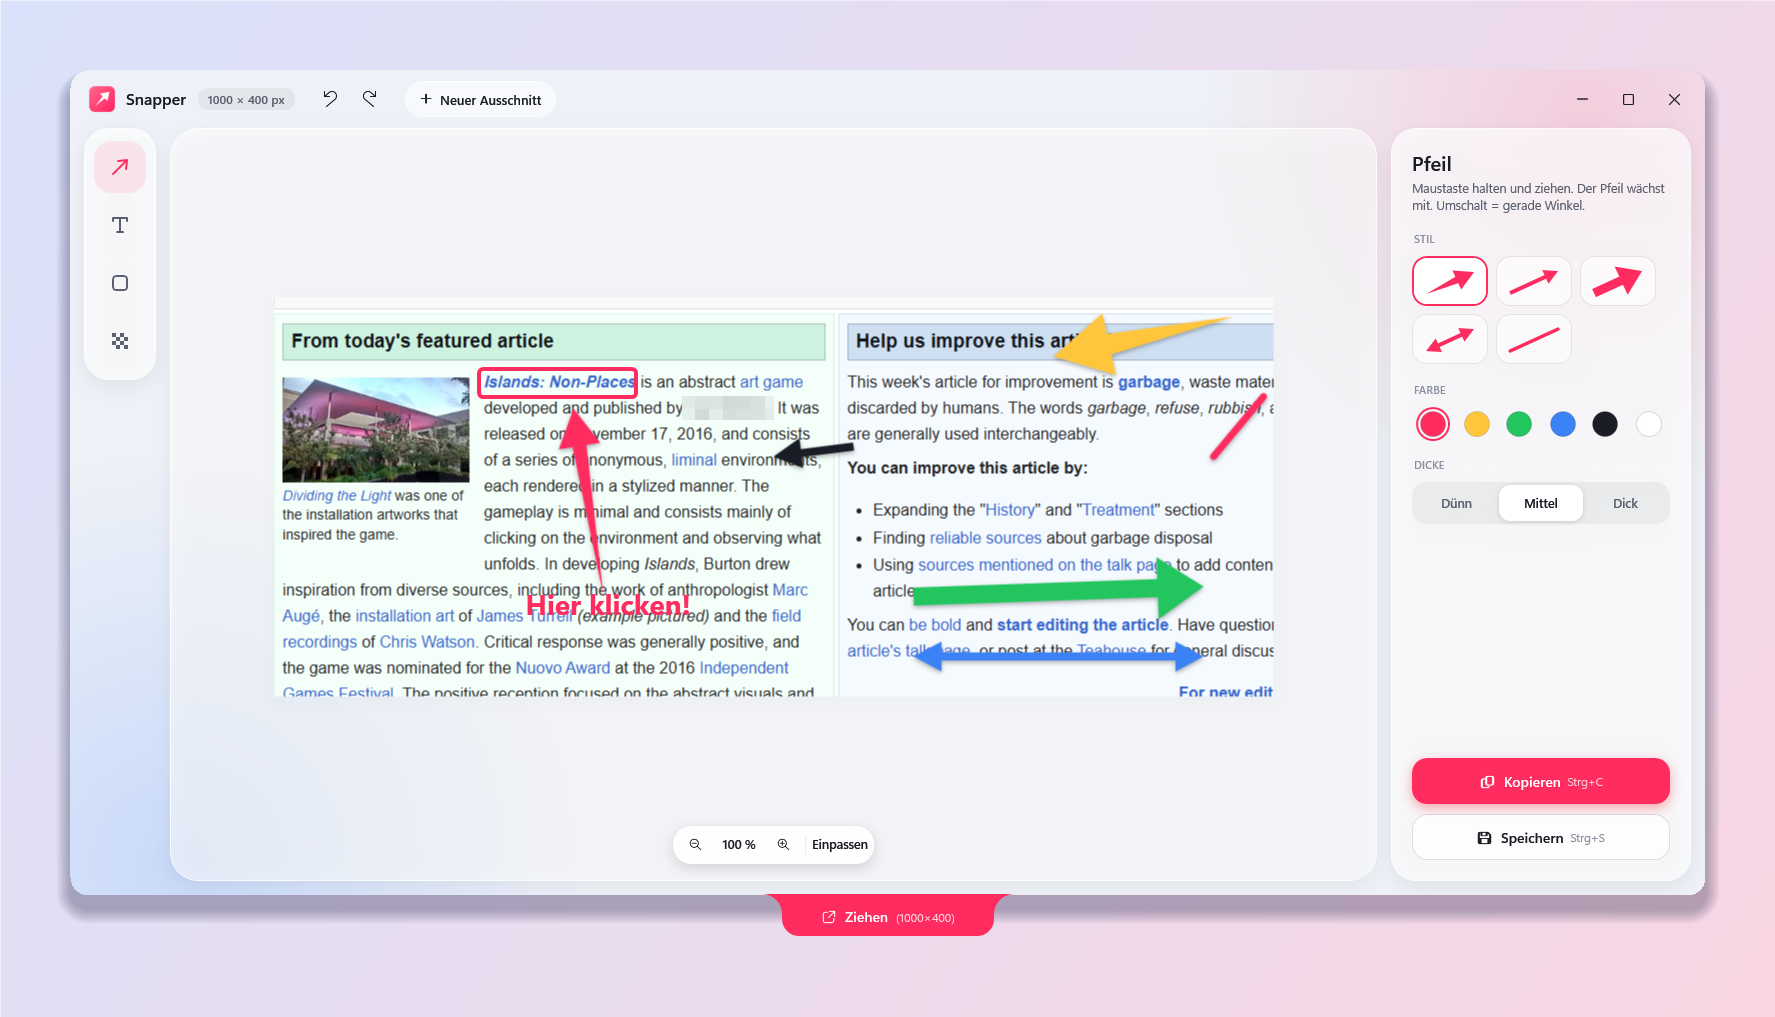 Snapper
1000 × 400 px
Neuer Ausschnitt
From today's featured article
Islands: Non-Places is an abstract art game
developed and published by It was
released on vember 17, 2016, and consists
of a series of nonymous, liminal environments,
each rendered in a stylized manner. The
gameplay is minimal and consists mainly of
clicking on the environment and observing what
unfolds. In developing Islands, Burton drew
inspiration from diverse sources, including the work of anthropologist Marc
Augé, the installation art of James Turrell (example pictured) and the field
recordings of Chris Watson. Critical response was generally positive, and
the game was nominated for the Nuovo Award at the 2016 Independent
Games Festival. The positive reception focused on the abstract visuals and
Dividing the Light was one of
the installation artworks that
inspired the game.
Hier klicken!
Help us improve this art
This week's article for improvement is garbage, waste mater
discarded by humans. The words garbage, refuse, rubbish, a
are generally used interchangeably.
You can improve this article by:
• Expanding the "History" and "Treatment" sections
• Finding reliable sources about garbage disposal
• Using sources mentioned on the talk page to add conten
article
You can be bold and start editing the article. Have question
article's talk page, or post at the Teahouse for general discus
For new edit
100 %
Einpassen
Pfeil
Maustaste halten und ziehen. Der Pfeil wächst
mit. Umschalt = gerade Winkel.
STIL
FARBE
DICKE
Dünn
Mittel
Dick
Kopieren Strg+C
Speichern Strg+S
Ziehen (1000×400)